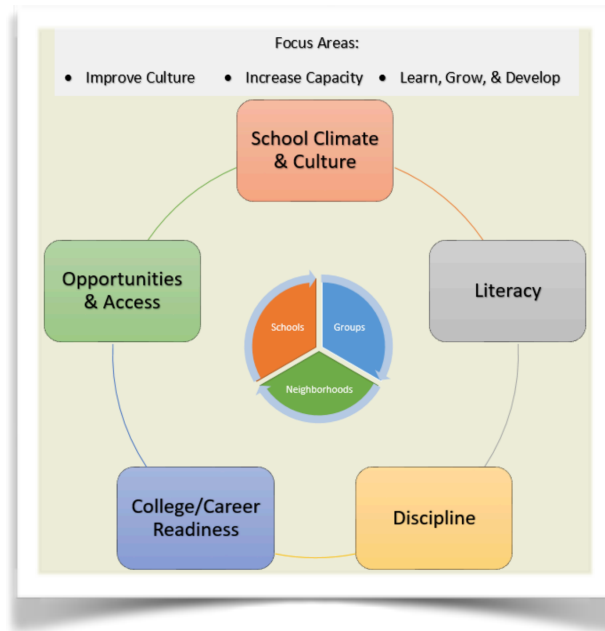 Focus Areas:
• Improve Culture • Increase Capacity • Learn, Grow, & Develop
School Climate
& Culture
Opportunities
& Access
Literacy
Schools
Groups
Neighborhoods
College/Career
Readiness
Discipline